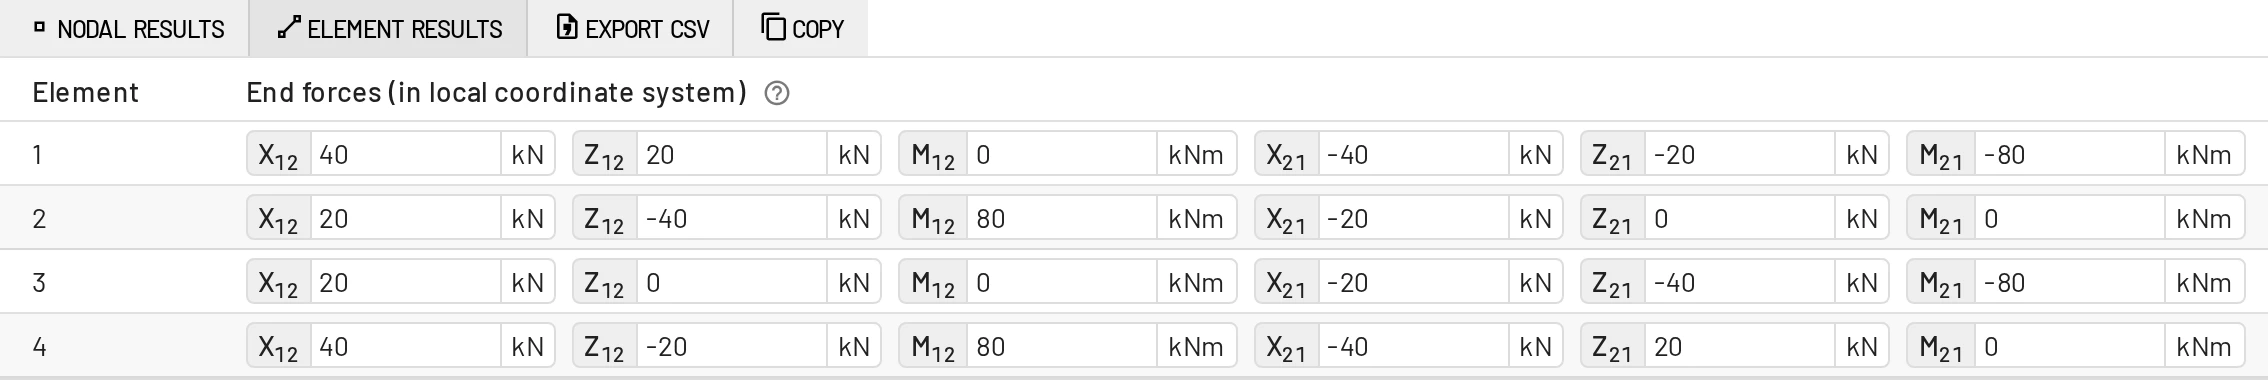 NODAL RESULTS ELEMENT RESULTS EXPORT CSV COPY
Element End forces (in local coordinate system) ?
1 X12 40 kN Z12 20 kN M12 0 kNm X21 -40 kN Z21 -20 kN M21 -80 kNm
2 X12 20 kN Z12 -40 kN M12 80 kNm X21 -20 kN Z21 0 kN M21 0 kNm
3 X12 20 kN Z12 0 kN M12 0 kNm X21 -20 kN Z21 -40 kN M21 -80 kNm
4 X12 40 kN Z12 -20 kN M12 80 kNm X21 -40 kN Z21 20 kN M21 0 kNm